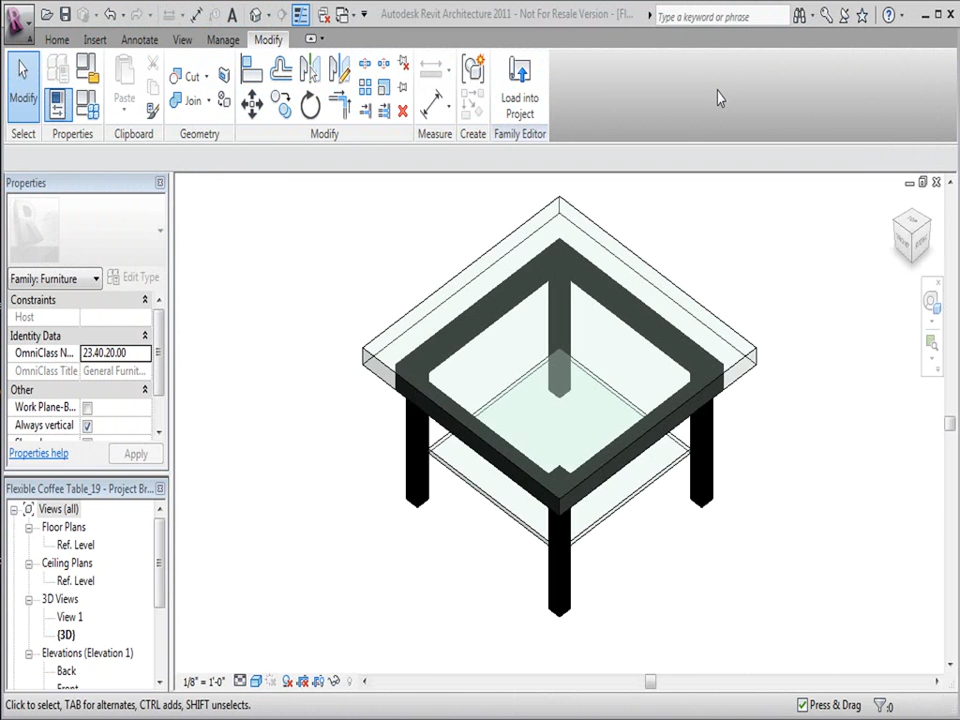 Autodesk Revit Architecture 2011 - Not For Resale Version - [Fl...
Type a keyword or phrase
Home Insert Annotate View Manage Modify
Modify
Paste
Cut
Join
Load into
Project
Select Properties Clipboard Geometry Modify Measure Create Family Editor
Properties
Family: Furniture
Edit Type
Constraints
Host
Identity Data
OmniClass N... 23.40.20.00
OmniClass Title General Furnit...
Other
Work Plane-B...
Always vertical
Properties help
Apply
Flexible Coffee Table_19 - Project Br...
Views (all)
Floor Plans
Ref. Level
Ceiling Plans
Ref. Level
3D Views
View 1
{3D}
Elevations (Elevation 1)
Back
Front
1/8" = 1'-0"
Click to select, TAB for alternates, CTRL adds, SHIFT unselects.
Press & Drag
:0